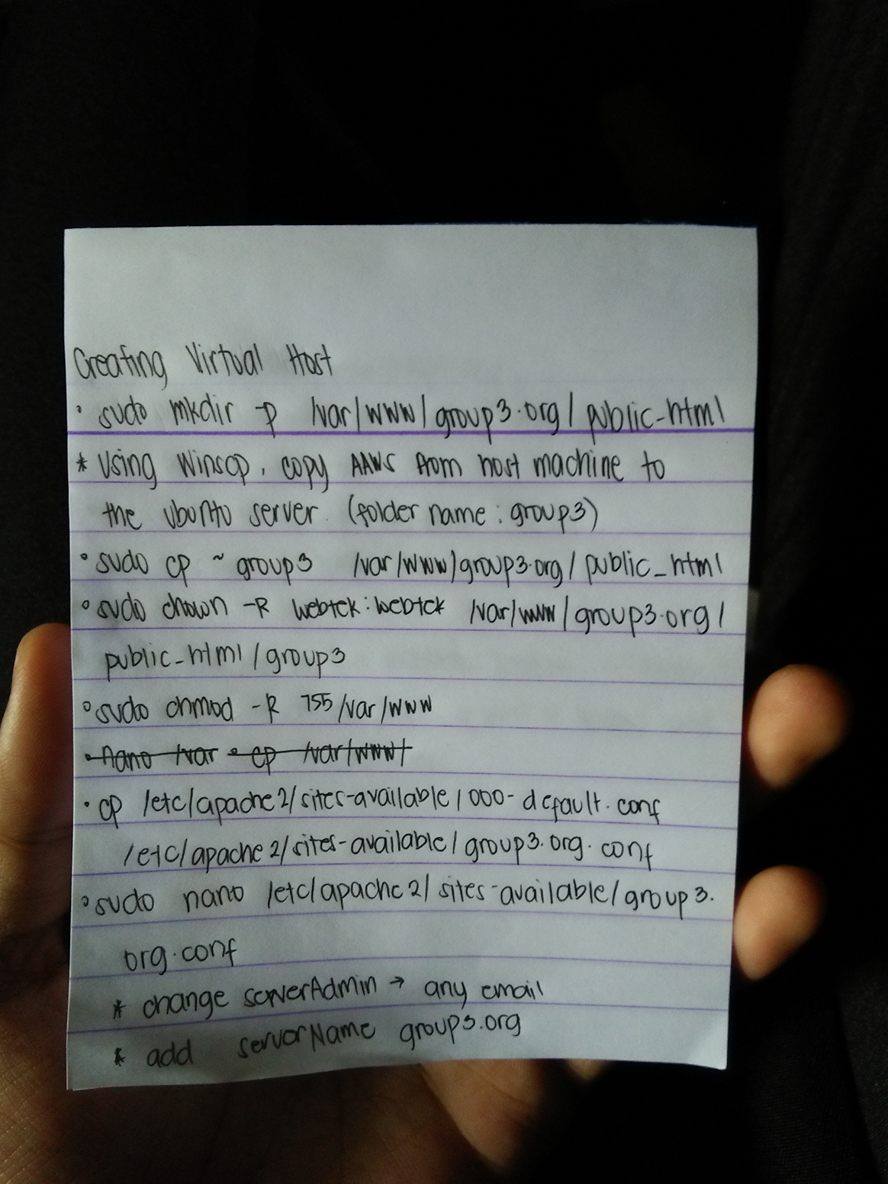 Creating Virtual Host
• sudo mkdir -p /var/www/group3.org/public-html
* Using Winscp, copy AAWS from host machine to
the Ubuntu server. (folder name: group3)
• sudo cp ~ group3 /var/www/group3.org/public_html
• sudo chown -R webtek:webtek /var/www/group3.org/
public_html/group3
• sudo chmod -R 755 /var/www
• nano /var • cp /var/www/
• cp /etc/apache2/sites-available/000-default.conf
/etc/apache2/sites-available/group3.org.conf
• sudo nano /etc/apache2/sites-available/group3.
org.conf
* change serverAdmin → any email
* add serverName group3.org